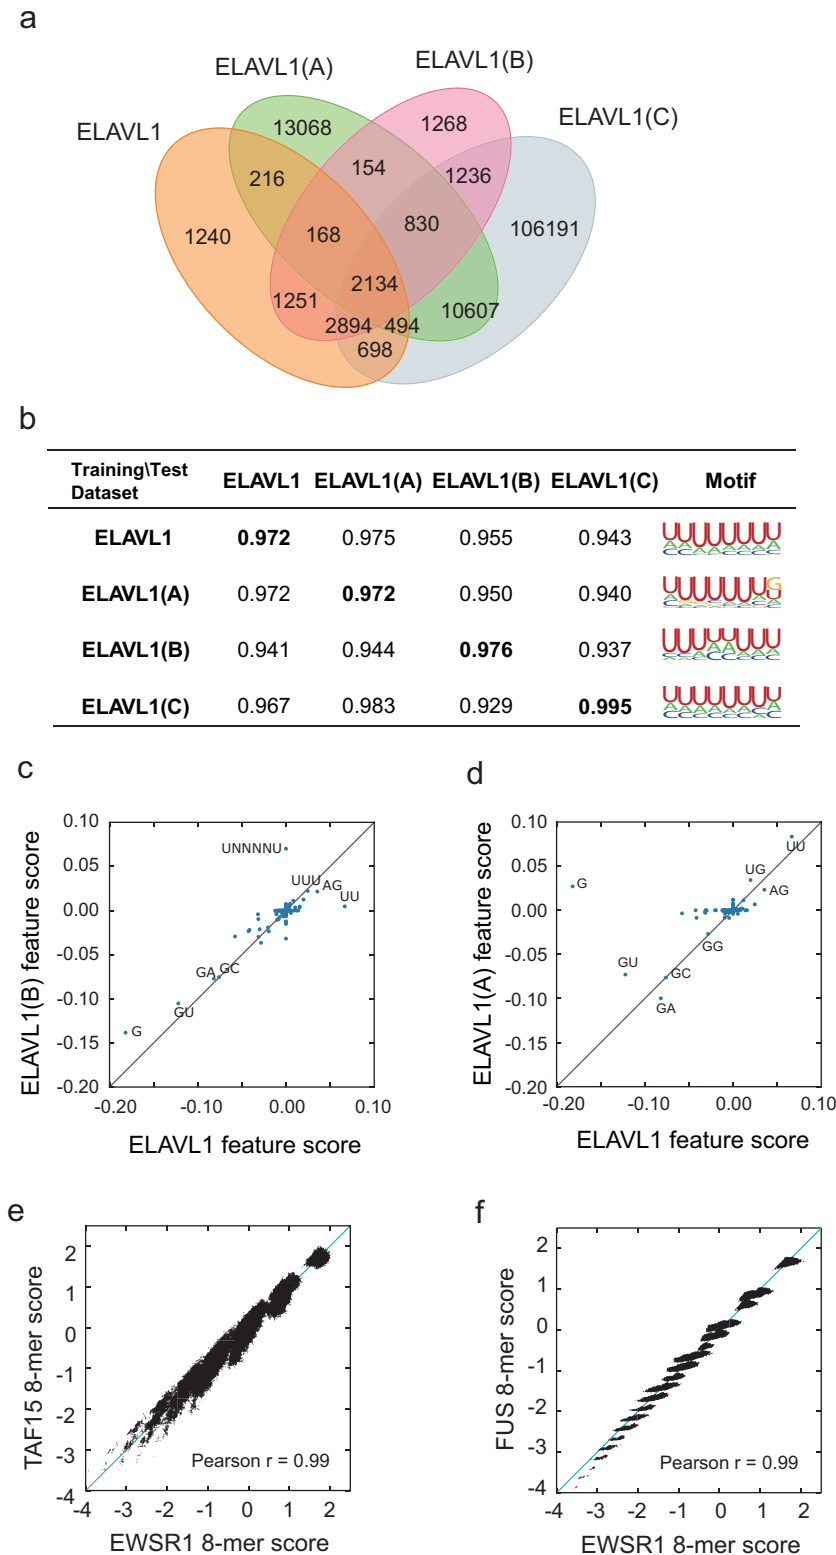 a
ELAVL1(A)
ELAVL1(B)
ELAVL1
ELAVL1(C)
13068
1268
216
154
1236
1240
168
830
106191
2134
1251
10607
2894
494
698
b
Training\Test Dataset ELAVL1 ELAVL1(A) ELAVL1(B) ELAVL1(C) Motif
ELAVL1 0.972 0.975 0.955 0.943
ELAVL1(A) 0.972 0.972 0.950 0.940
ELAVL1(B) 0.941 0.944 0.976 0.937
ELAVL1(C) 0.967 0.983 0.929 0.995
c
ELAVL1(B) feature score
0.10
0.05
0.00
-0.05
-0.10
-0.15
-0.20
UNNNNU
UUU
AG
UU
GA
GC
GU
G
-0.20
-0.10
0.00
0.10
ELAVL1 feature score
d
ELAVL1(A) feature score
0.10
0.05
0.00
-0.05
-0.10
-0.15
-0.20
UU
UG
G
AG
GG
GU
GC
GA
-0.20
-0.10
0.00
0.10
ELAVL1 feature score
e
TAF15 8-mer score
2
1
0
-1
-2
-3
-4
Pearson r = 0.99
-4
-3
-2
-1
0
1
2
EWSR1 8-mer score
f
FUS 8-mer score
2
1
0
-1
-2
-3
-4
Pearson r = 0.99
-4
-3
-2
-1
0
1
2
EWSR1 8-mer score